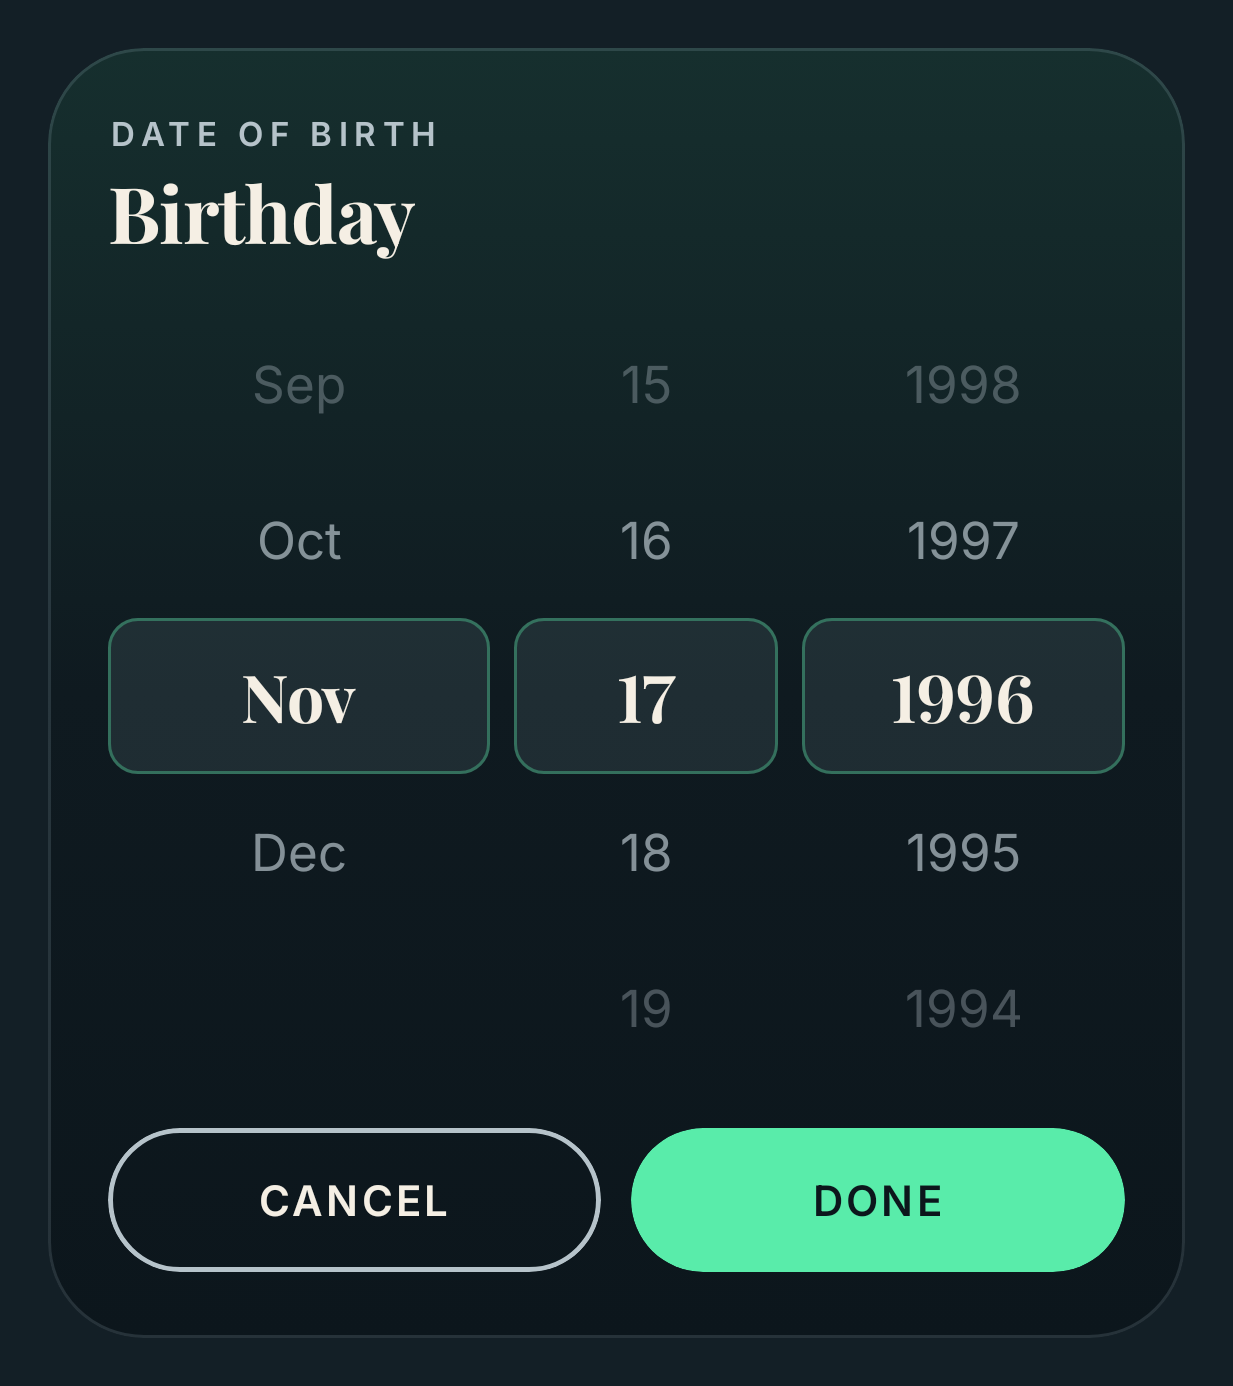 DATE OF BIRTH
Birthday
Sep 15 1998
Oct 16 1997
Nov 17 1996
Dec 18 1995
19 1994
CANCEL DONE